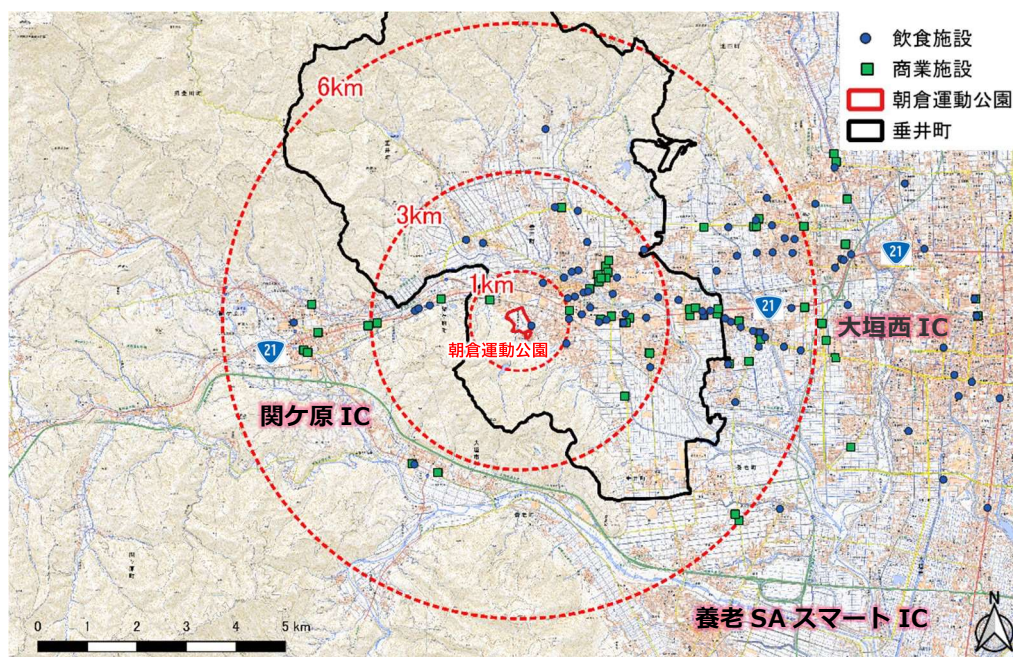 飲食施設
商業施設
朝倉運動公園
垂井町
6km
3km
1km
朝倉運動公園
21
21
21
大垣西 IC
関ケ原 IC
養老 SA スマート IC
N
0 1 2 3 4 5 km